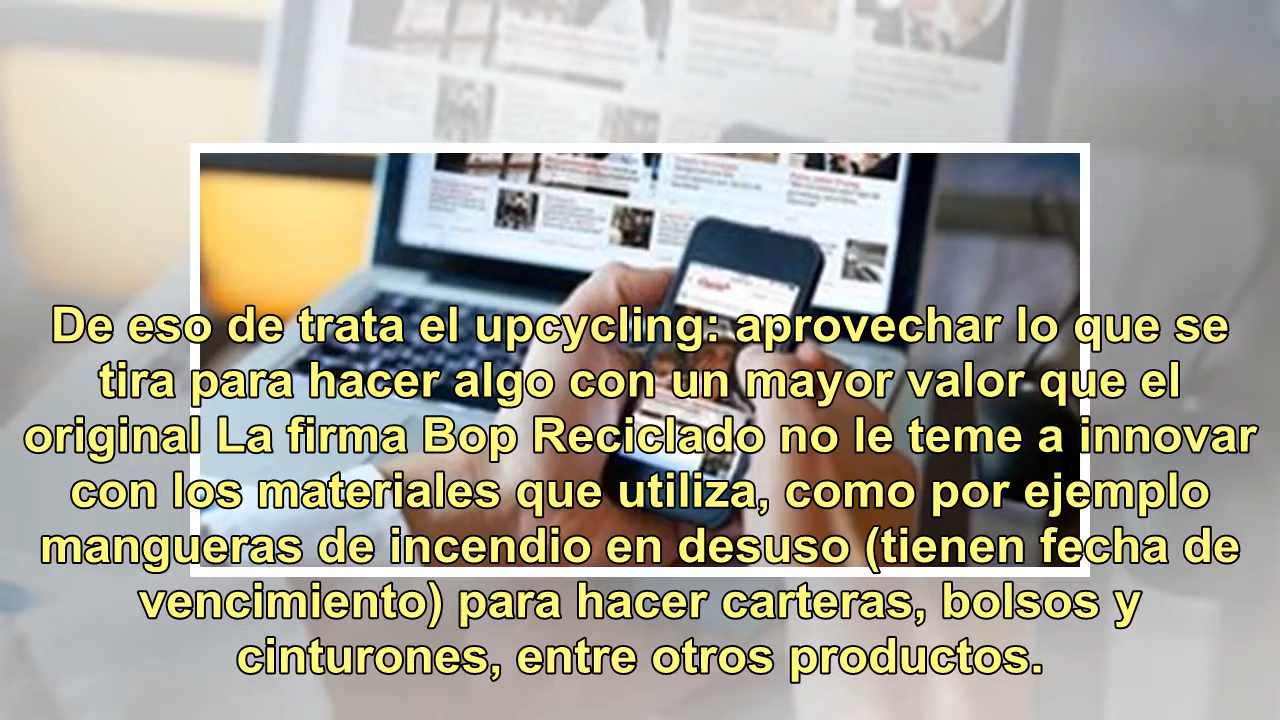 De eso de trata el upcycling: aprovechar lo que se
tira para hacer algo con un mayor valor que el
original La firma Bop Reciclado no le teme a innovar
con los materiales que utiliza, como por ejemplo
mangueras de incendio en desuso (tienen fecha de
vencimiento) para hacer carteras, bolsos y
cinturones, entre otros productos.